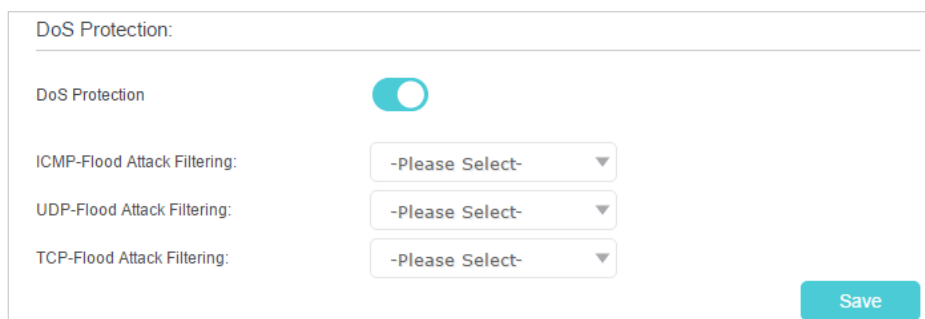 DoS Protection:
DoS Protection
ICMP-Flood Attack Filtering: -Please Select-
UDP-Flood Attack Filtering: -Please Select-
TCP-Flood Attack Filtering: -Please Select-
Save